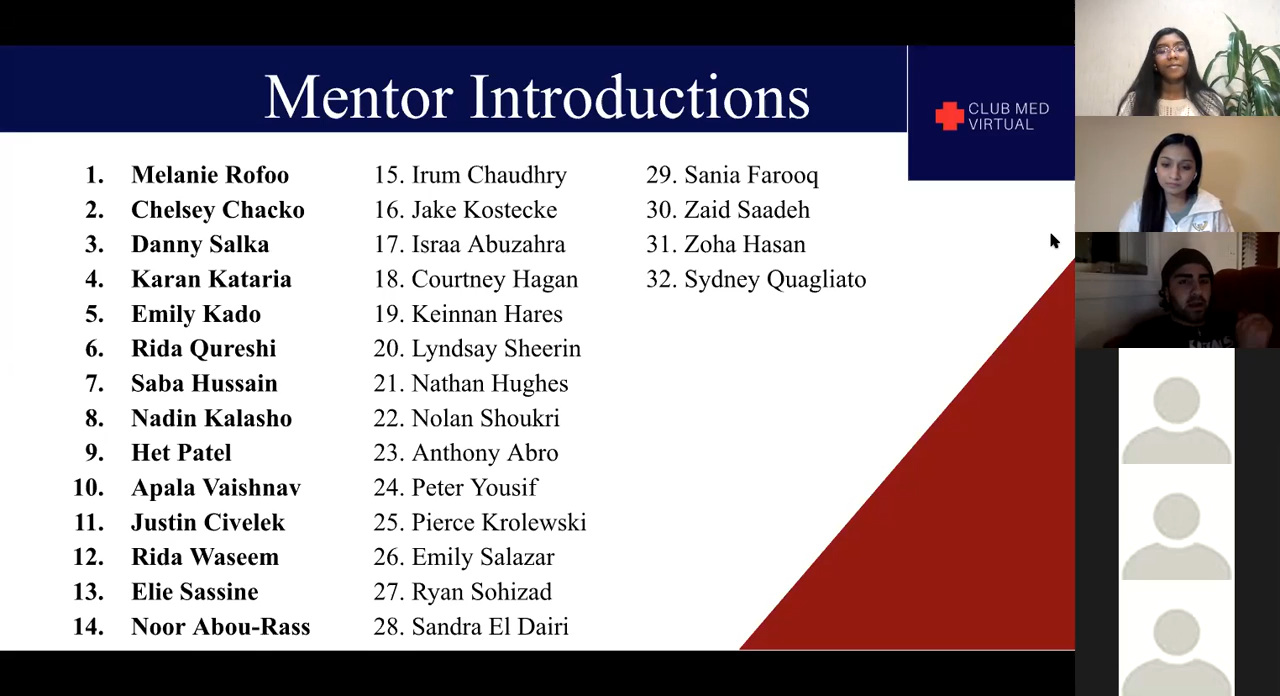 Mentor Introductions
CLUB MED
VIRTUAL
1. Melanie Rofoo
2. Chelsey Chacko
3. Danny Salka
4. Karan Kataria
5. Emily Kado
6. Rida Qureshi
7. Saba Hussain
8. Nadin Kalasho
9. Het Patel
10. Apala Vaishnav
11. Justin Civelek
12. Rida Waseem
13. Elie Sassine
14. Noor Abou-Rass
15. Irum Chaudhry
16. Jake Kostecke
17. Israa Abuzahra
18. Courtney Hagan
19. Keinnan Hares
20. Lyndsay Sheerin
21. Nathan Hughes
22. Nolan Shoukri
23. Anthony Abro
24. Peter Yousif
25. Pierce Krolewski
26. Emily Salazar
27. Ryan Sohizad
28. Sandra El Dairi
29. Sania Farooq
30. Zaid Saadeh
31. Zoha Hasan
32. Sydney Quagliato